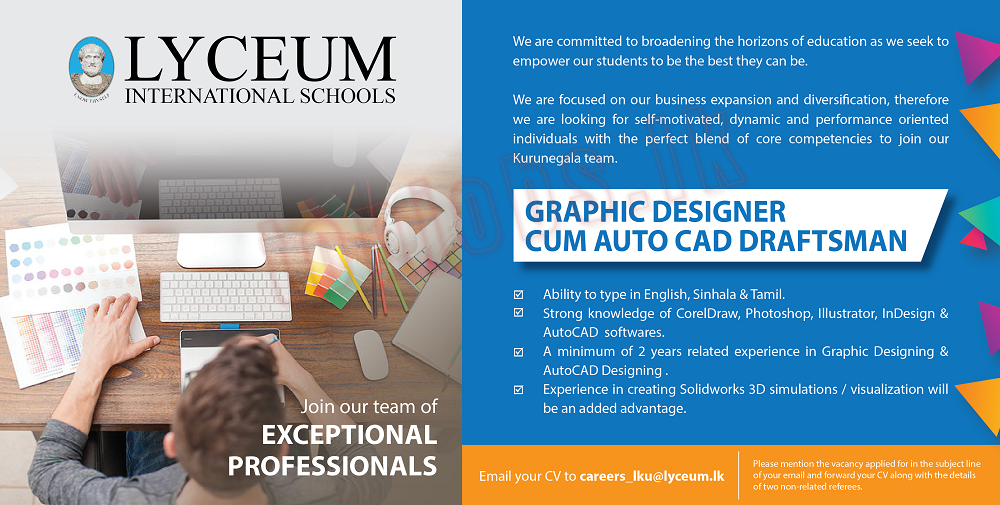 LYCEUM
INTERNATIONAL SCHOOLS
Join our team of
EXCEPTIONAL
PROFESSIONALS
We are committed to broadening the horizons of education as we seek to
empower our students to be the best they can be.
We are focused on our business expansion and diversification, therefore
we are looking for self-motivated, dynamic and performance oriented
individuals with the perfect blend of core competencies to join our
Kurunegala team.
GRAPHIC DESIGNER
CUM AUTO CAD DRAFTSMAN
Ability to type in English, Sinhala & Tamil.
Strong knowledge of CorelDraw, Photoshop, Illustrator, InDesign &
AutoCAD softwares.
A minimum of 2 years related experience in Graphic Designing &
AutoCAD Designing .
Experience in creating Solidworks 3D simulations / visualization will
be an added advantage.
Email your CV to careers_lku@lyceum.lk
Please mention the vacancy applied for in the subject line
of your email and forward your CV along with the details
of two non-related referees.